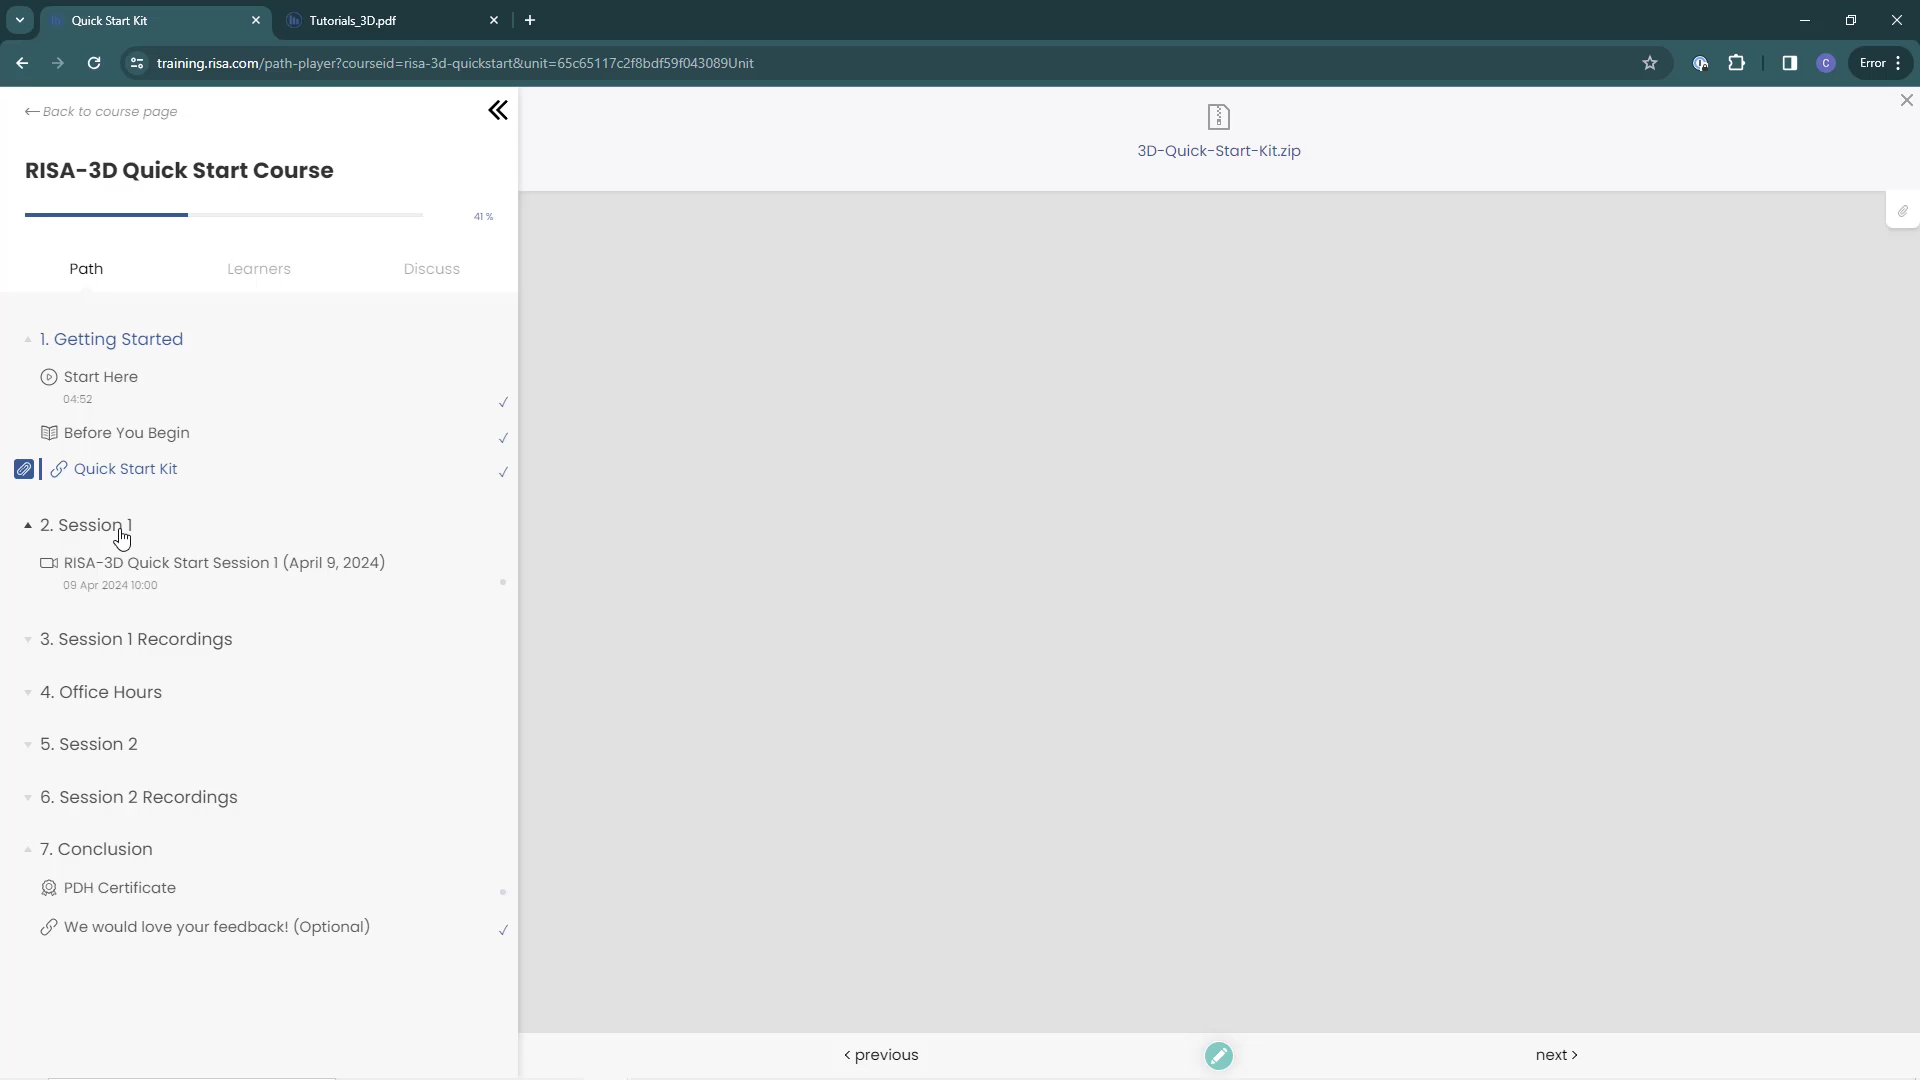 Quick Start Kit
Tutorials_3D.pdf
training.risa.com/path-player?courseid=risa-3d-quickstart&unit=65c65117c2f8bdf59f043089Unit
C
Error
Back to course page
RISA-3D Quick Start Course
41 %
Path
Learners
Discuss
1. Getting Started
Start Here
04:52
Before You Begin
Quick Start Kit
2. Session 1
RISA-3D Quick Start Session 1 (April 9, 2024)
09 Apr 2024 10:00
3. Session 1 Recordings
4. Office Hours
5. Session 2
6. Session 2 Recordings
7. Conclusion
PDH Certificate
We would love your feedback! (Optional)
3D-Quick-Start-Kit.zip
< previous
next >